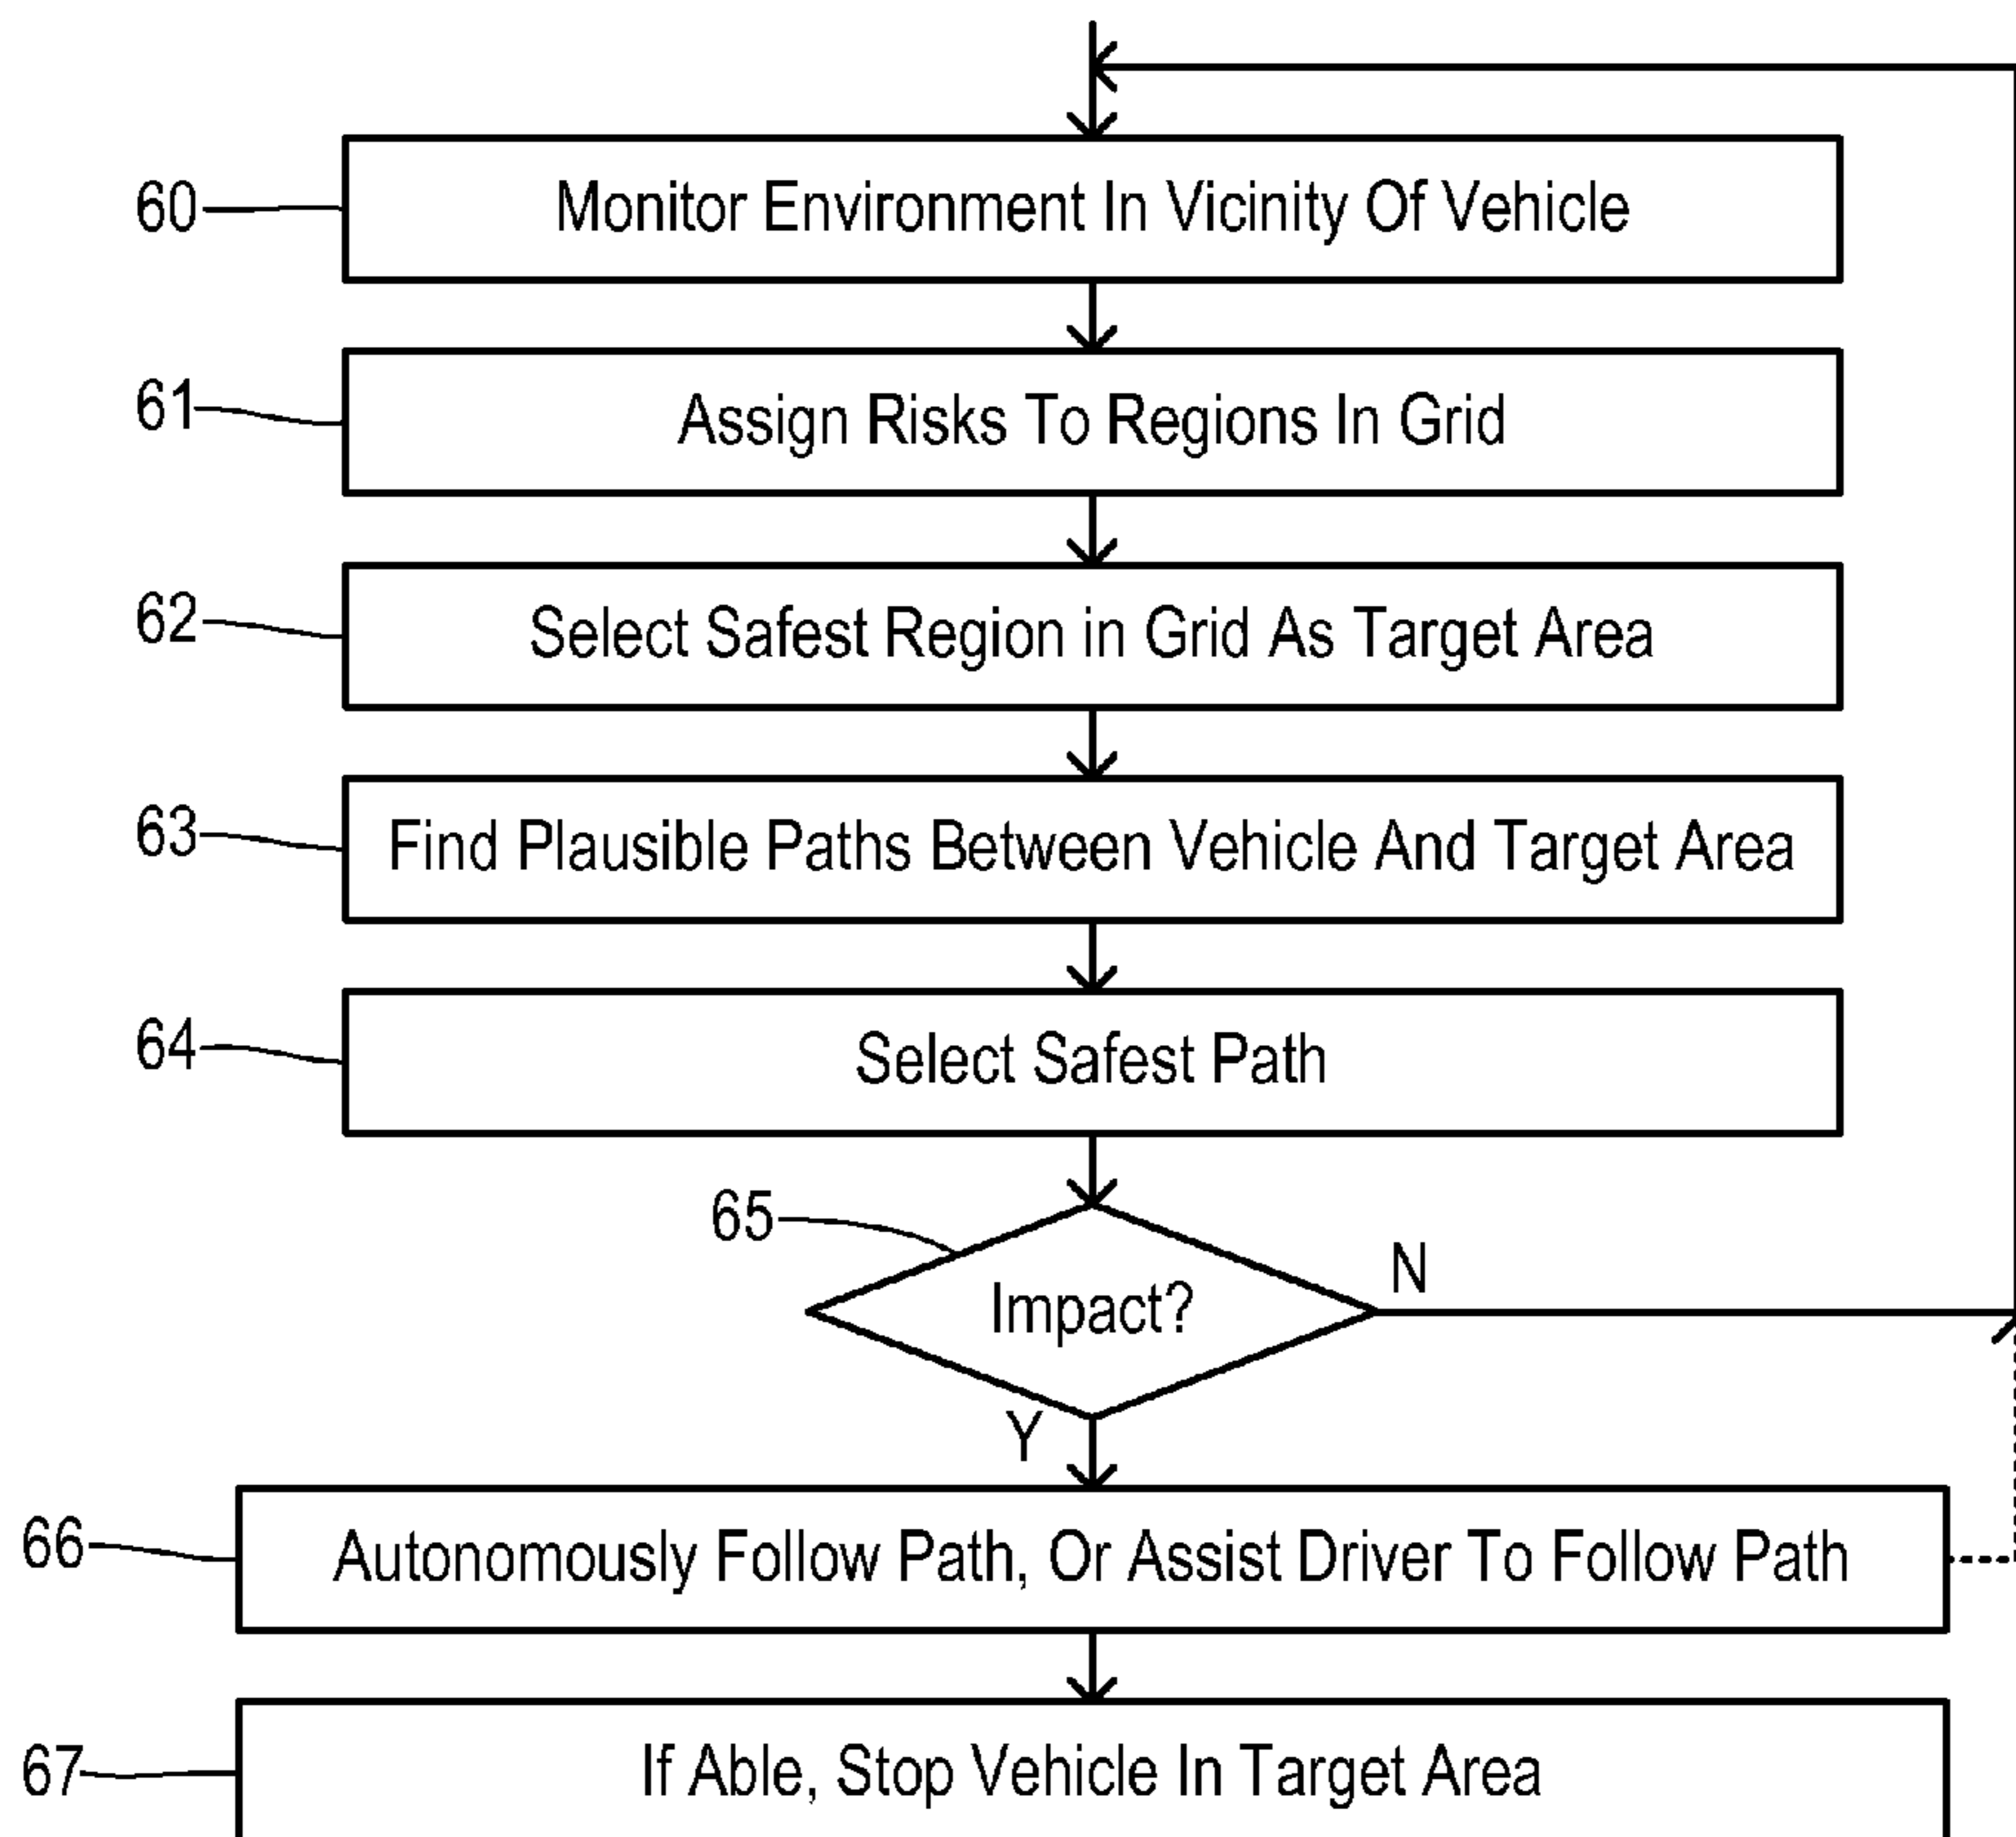 60 Monitor Environment In Vicinity Of Vehicle
61 Assign Risks To Regions In Grid
62 Select Safest Region in Grid As Target Area
63 Find Plausible Paths Between Vehicle And Target Area
64 Select Safest Path
65
Impact?
N
Y
66 Autonomously Follow Path, Or Assist Driver To Follow Path
67 If Able, Stop Vehicle In Target Area